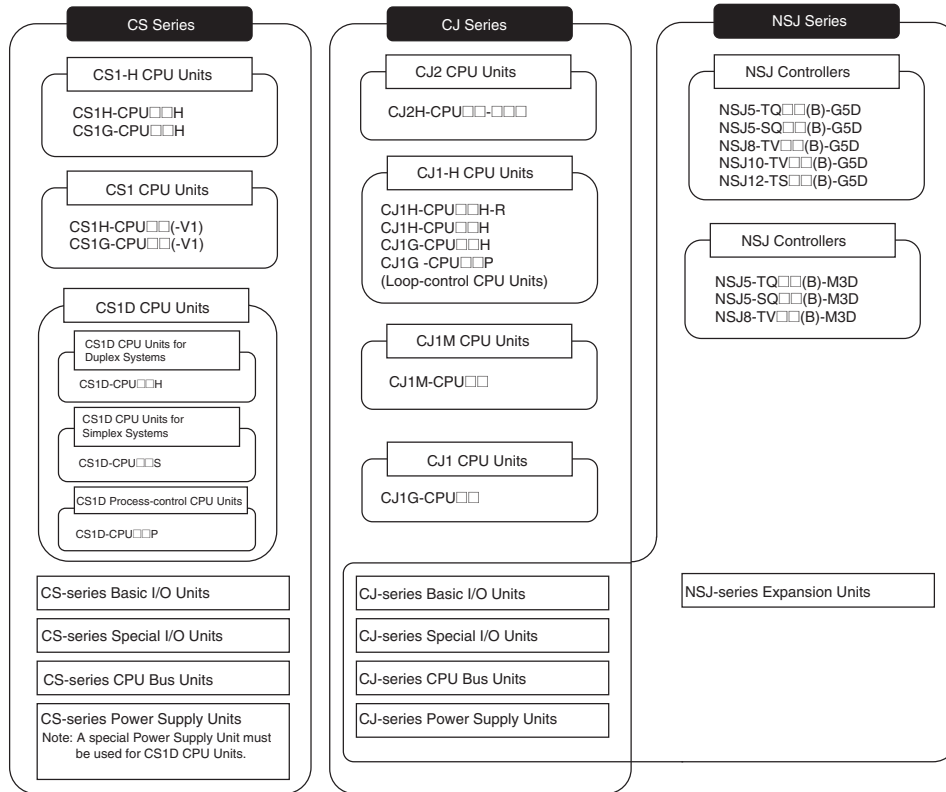 CS Series
CS1-H CPU Units
CS1H-CPU□□H
CS1G-CPU□□H
CS1 CPU Units
CS1H-CPU□□(-V1)
CS1G-CPU□□(-V1)
CS1D CPU Units
CS1D CPU Units for
Duplex Systems
CS1D-CPU□□H
CS1D CPU Units for
Simplex Systems
CS1D-CPU□□S
CS1D Process-control CPU Units
CS1D-CPU□□P
CS-series Basic I/O Units
CS-series Special I/O Units
CS-series CPU Bus Units
CS-series Power Supply Units
Note: A special Power Supply Unit must
be used for CS1D CPU Units.
CJ Series
CJ2 CPU Units
CJ2H-CPU□□-□□□
CJ1-H CPU Units
CJ1H-CPU□□H-R
CJ1H-CPU□□H
CJ1G-CPU□□H
CJ1G -CPU□□P
(Loop-control CPU Units)
CJ1M CPU Units
CJ1M-CPU□□
CJ1 CPU Units
CJ1G-CPU□□
CJ-series Basic I/O Units
CJ-series Special I/O Units
CJ-series CPU Bus Units
CJ-series Power Supply Units
NSJ Series
NSJ Controllers
NSJ5-TQ□□(B)-G5D
NSJ5-SQ□□(B)-G5D
NSJ8-TV□□(B)-G5D
NSJ10-TV□□(B)-G5D
NSJ12-TS□□(B)-G5D
NSJ Controllers
NSJ5-TQ□□(B)-M3D
NSJ5-SQ□□(B)-M3D
NSJ8-TV□□(B)-M3D
NSJ-series Expansion Units